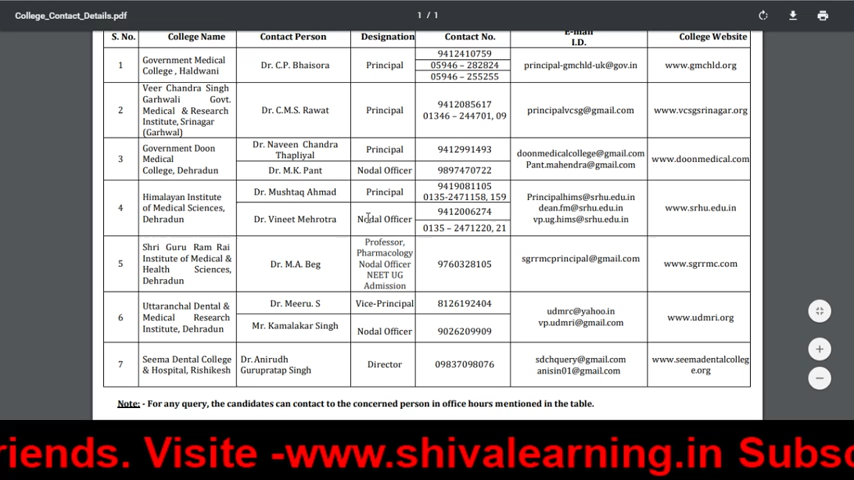 College_Contact_Details.pdf
1 / 1
S. No. College Name Contact Person Designation Contact No. E-mail I.D. College Website
1 Government Medical College , Haldwani Dr. C.P. Bhaisora Principal 9412410759 05946 – 282824 05946 – 255255 principal-gmchld-uk@gov.in www.gmchld.org
2 Veer Chandra Singh Garhwali Govt. Medical & Research Institute, Srinagar (Garhwal) Dr. C.M.S. Rawat Principal 9412085617 01346 – 244701, 09 principalvcsg@gmail.com www.vcsgsrinagar.org
3 Government Doon Medical College, Dehradun Dr. Naveen Chandra Thapliyal Principal 9412991493 doonmedicalcollege@gmail.com Pant.mahendra@gmail.com www.doonmedical.com
Dr. M.K. Pant Nodal Officer 9897470722
4 Himalayan Institute of Medical Sciences, Dehradun Dr. Mushtaq Ahmad Principal 9419081105 0135-2471158, 159 Principalhims@srhu.edu.in dean.fm@srhu.edu.in vp.ug.hims@srhu.edu.in www.srhu.edu.in
Dr. Vineet Mehrotra Nodal Officer 9412006274 0135 – 2471220, 21
5 Shri Guru Ram Rai Institute of Medical & Health Sciences, Dehradun Dr. M.A. Beg Professor, Pharmacology Nodal Officer NEET UG Admission 9760328105 sgrrmcprincipal@gmail.com www.sgrrmc.com
6 Uttaranchal Dental & Medical Research Institute, Dehradun Dr. Meeru. S Vice-Principal 8126192404 udmrc@yahoo.in vp.udmri@gmail.com www.udmri.org
Mr. Kamalakar Singh Nodal Officer 9026209909
7 Seema Dental College & Hospital, Rishikesh Dr.Anirudh Gurupratap Singh Director 09837098076 sdchquery@gmail.com anisin01@gmail.com www.seemadentalcolleg e.org
Note: - For any query, the candidates can contact to the concerned person in office hours mentioned in the table.
riends. Visite -www.shivalearning.in Subsc